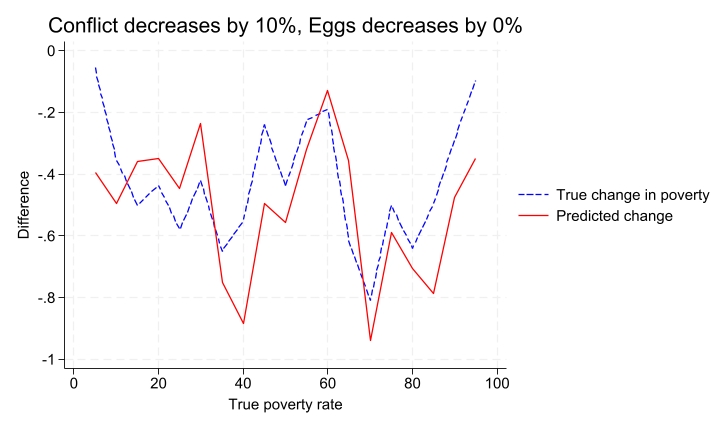 Conflict decreases by 10%, Eggs decreases by 0%
0
-.2
-.4
-.6
-.8
-1
Difference
0 20 40 60 80 100
True poverty rate
True change in poverty
Predicted change